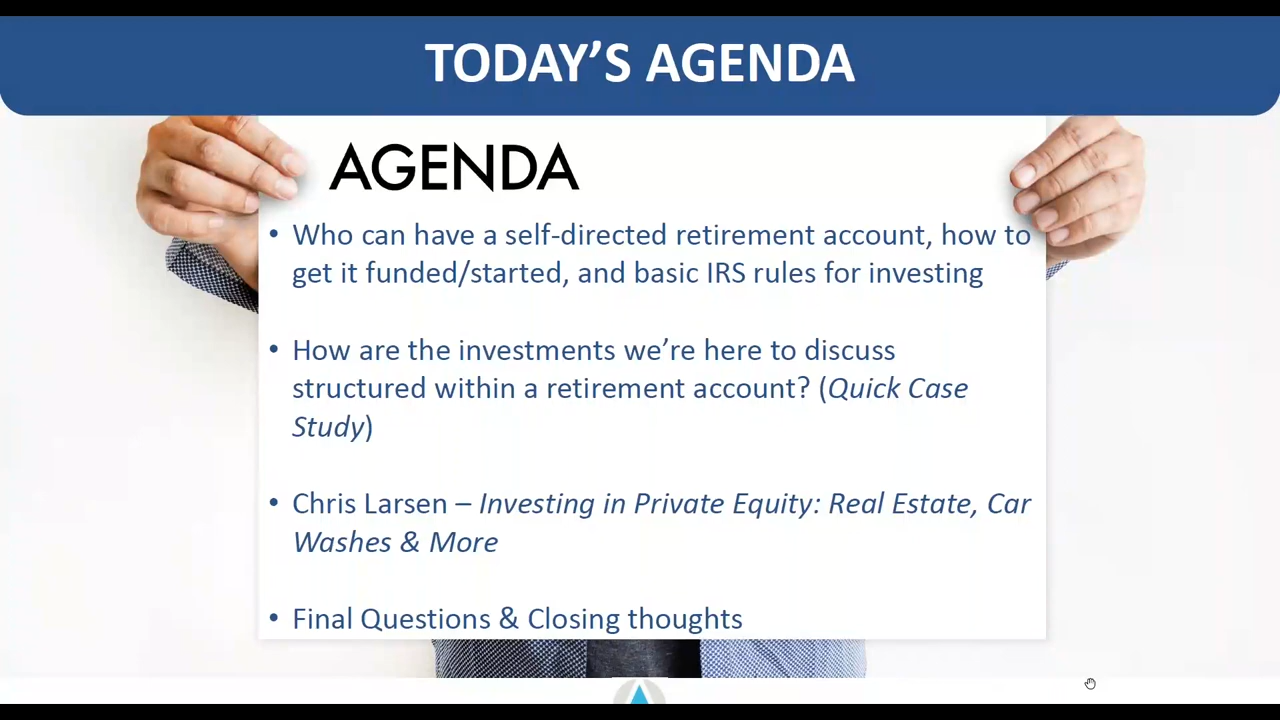 TODAY’S AGENDA
AGENDA
• Who can have a self-directed retirement account, how to
get it funded/started, and basic IRS rules for investing
• How are the investments we’re here to discuss
structured within a retirement account? (Quick Case
Study)
• Chris Larsen – Investing in Private Equity: Real Estate, Car
Washes & More
• Final Questions & Closing thoughts